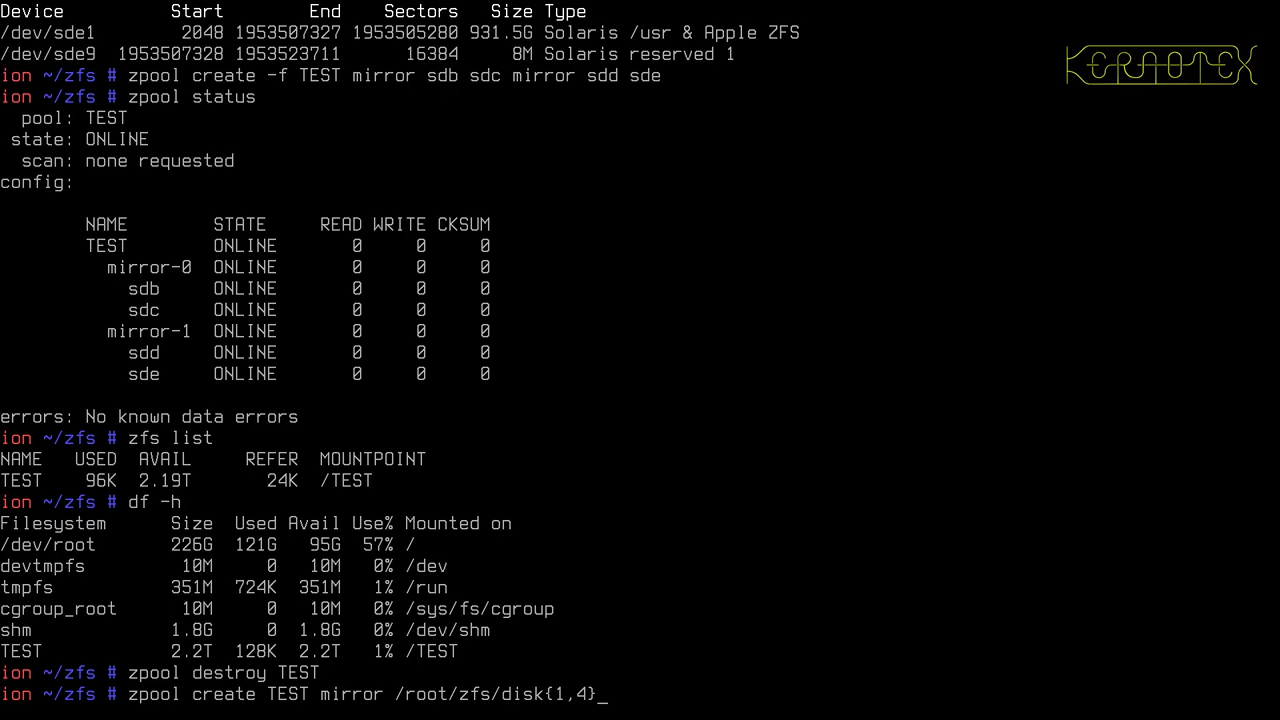 Device          Start        End    Sectors   Size Type
/dev/sde1        2048 1953507327 1953505280 931.5G Solaris /usr & Apple ZFS
/dev/sde9  1953507328 1953523711      16384     8M Solaris reserved 1
ion ~/zfs # zpool create -f TEST mirror sdb sdc mirror sdd sde
ion ~/zfs # zpool status
  pool: TEST
 state: ONLINE
  scan: none requested
config:
        NAME        STATE     READ WRITE CKSUM
        TEST        ONLINE       0     0     0
          mirror-0  ONLINE       0     0     0
            sdb     ONLINE       0     0     0
            sdc     ONLINE       0     0     0
          mirror-1  ONLINE       0     0     0
            sdd     ONLINE       0     0     0
            sde     ONLINE       0     0     0
errors: No known data errors
ion ~/zfs # zfs list
NAME   USED  AVAIL     REFER  MOUNTPOINT
TEST    96K  2.19T       24K  /TEST
ion ~/zfs # df -h
Filesystem      Size  Used Avail Use% Mounted on
/dev/root       226G  121G   95G  57% /
devtmpfs         10M     0   10M   0% /dev
tmpfs           351M  724K  351M   1% /run
cgroup_root      10M     0   10M   0% /sys/fs/cgroup
shm             1.8G     0  1.8G   0% /dev/shm
TEST            2.2T  128K  2.2T   1% /TEST
ion ~/zfs # zpool destroy TEST
ion ~/zfs # zpool create TEST mirror /root/zfs/disk{1,4}_